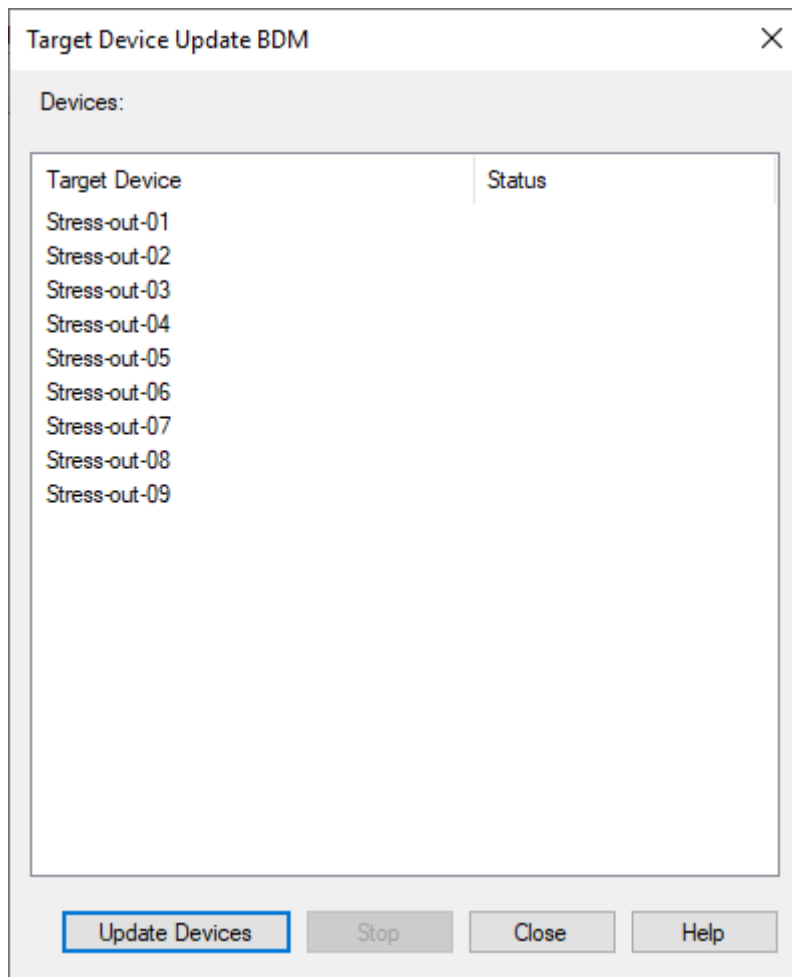 Target Device Update BDM
Devices:
Target Device Status
Stress-out-01
Stress-out-02
Stress-out-03
Stress-out-04
Stress-out-05
Stress-out-06
Stress-out-07
Stress-out-08
Stress-out-09
Update Devices Stop Close Help